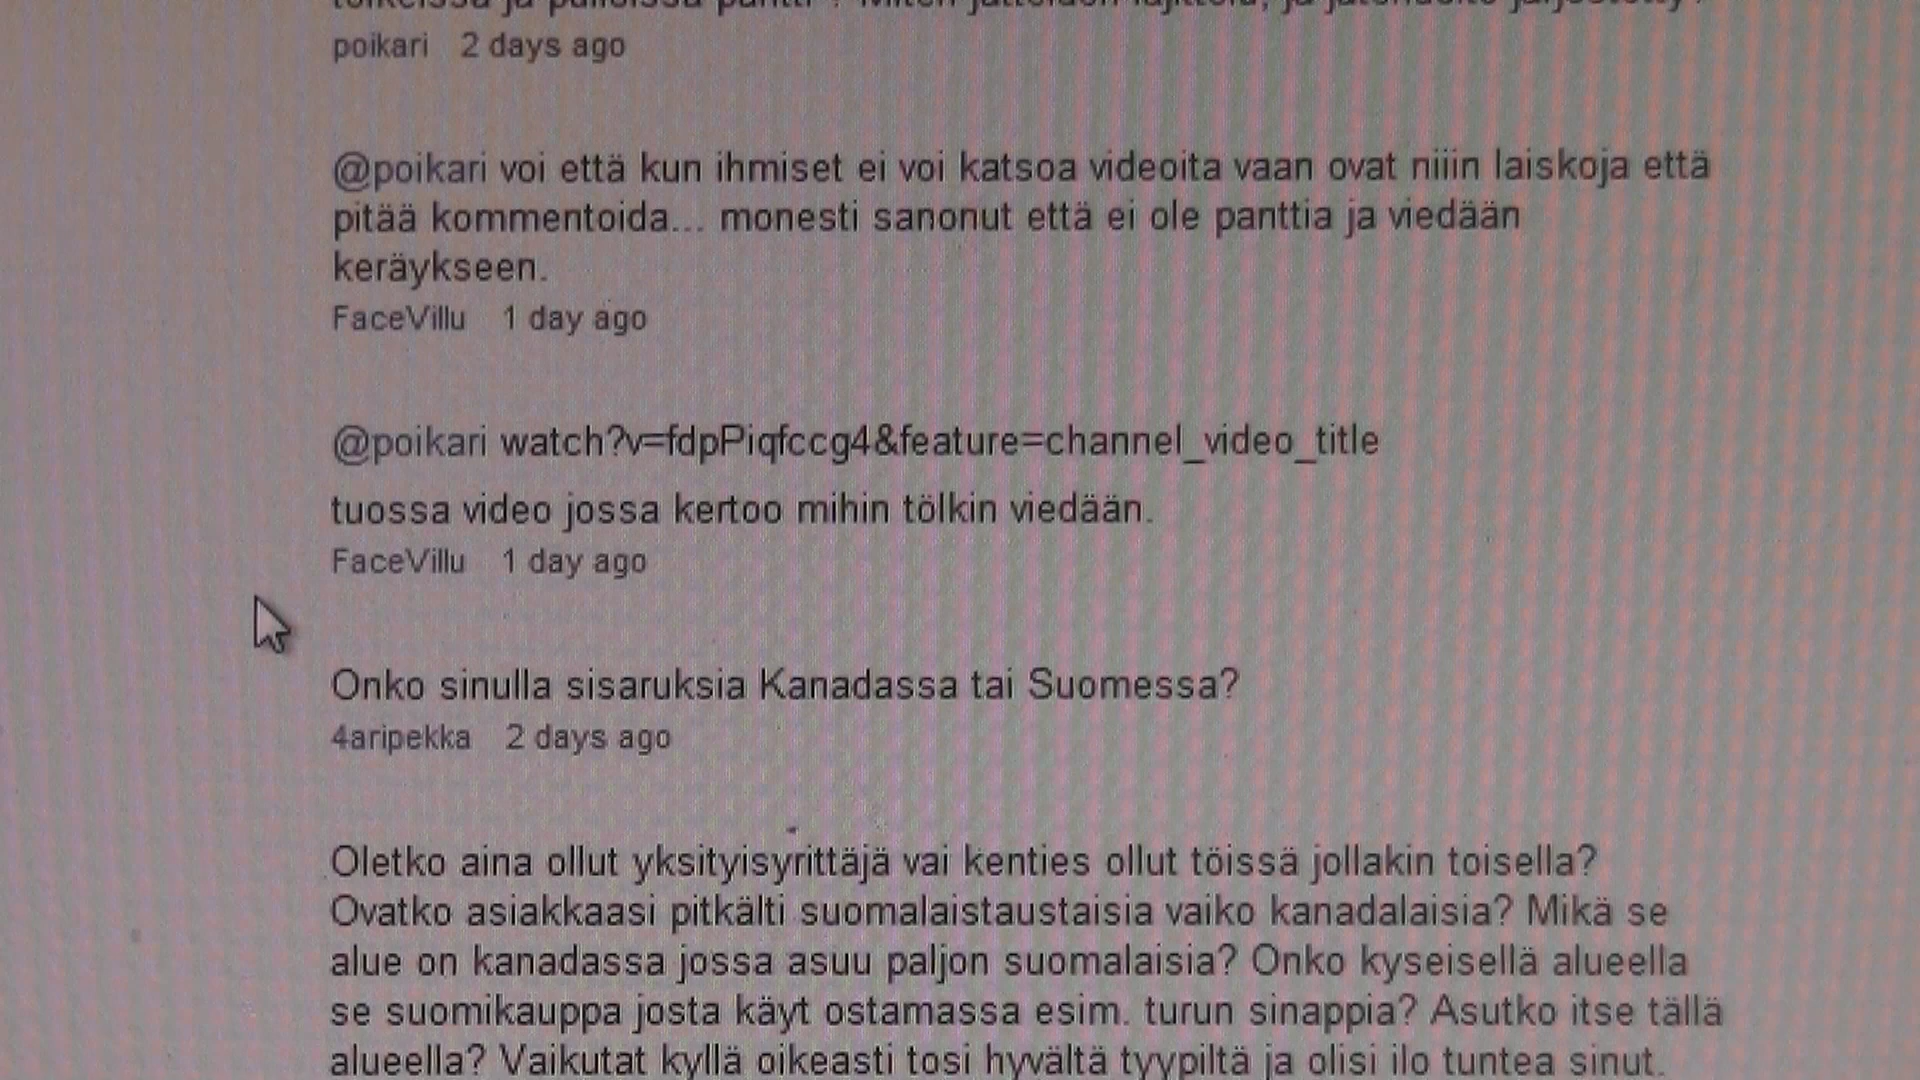 poikari 2 days ago
@poikari voi että kun ihmiset ei voi katsoa videoita vaan ovat niiin laiskoja että
pitää kommentoida... monesti sanonut että ei ole panttia ja viedään
keräykseen.
FaceVillu 1 day ago
@poikari watch?v=fdpPiqfccg4&feature=channel_video_title
tuossa video jossa kertoo mihin tölkin viedään.
FaceVillu 1 day ago
Onko sinulla sisaruksia Kanadassa tai Suomessa?
4aripekka 2 days ago
Oletko aina ollut yksityisyrittäjä vai kenties ollut töissä jollakin toisella?
Ovatko asiakkaasi pitkälti suomalaistaustaisia vaiko kanadalaisia? Mikä se
alue on kanadassa jossa asuu paljon suomalaisia? Onko kyseisellä alueella
se suomikauppa josta käyt ostamassa esim. turun sinappia? Asutko itse tällä
alueella? Vaikutat kyllä oikeasti tosi hyvältä tyypiltä ja olisi ilo tuntea sinut.